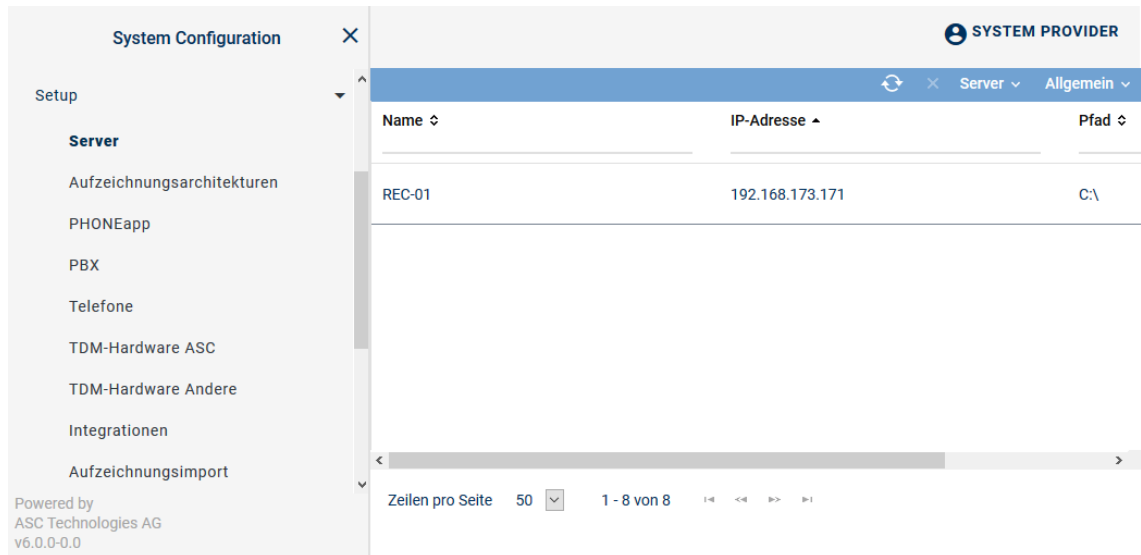 System Configuration
SYSTEM PROVIDER
Setup
Server
Aufzeichnungsarchitekturen
PHONEapp
PBX
Telefone
TDM-Hardware ASC
TDM-Hardware Andere
Integrationen
Aufzeichnungsimport
Powered by
ASC Technologies AG
v6.0.0-0.0
Server Allgemein
Name IP-Adresse Pfad
REC-01 192.168.173.171 C:\
Zeilen pro Seite 50 1 - 8 von 8